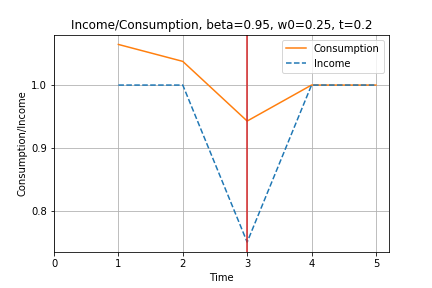 Income/Consumption, beta=0.95, w0=0.25, t=0.2
Consumption
Income
Consumption/Income
1.0
0.9
0.8
0 1 2 3 4 5
Time